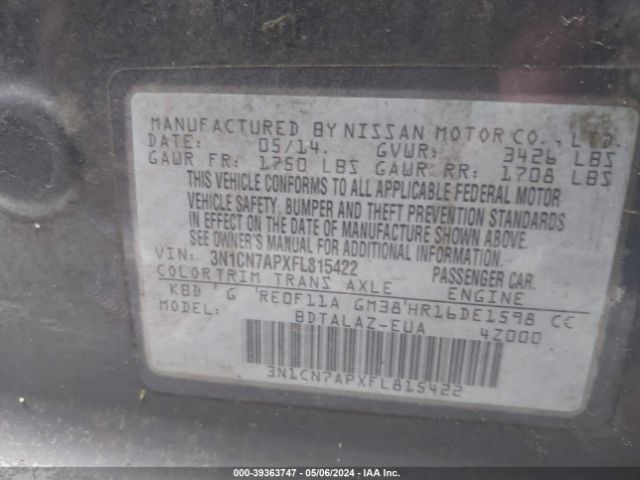 MANUFACTURED BY NISSAN MOTOR CO., LTD.
DATE: 05/14. GVWR: 3426 LBS
GAWR FR: 1750 LBS GAWR RR: 1708 LBS
THIS VEHICLE CONFORMS TO ALL APPLICABLE FEDERAL MOTOR
VEHICLE SAFETY, BUMPER AND THEFT PREVENTION STANDARDS
IN EFFECT ON THE DATE OF MANUFACTURE SHOWN ABOVE.
SEE OWNER'S MANUAL FOR ADDITIONAL INFORMATION.
VIN: 3N1CN7APXFL815422 PASSENGER CAR.
COLOR TRIM TRANS AXLE ENGINE
KBD G RE0F11A GM38 HR16DE1598 CC
MODEL: BDTALAZ-EUA 4Z000
3N1CN7APXFL815422
000-39363747 - 05/06/2024 - IAA Inc.